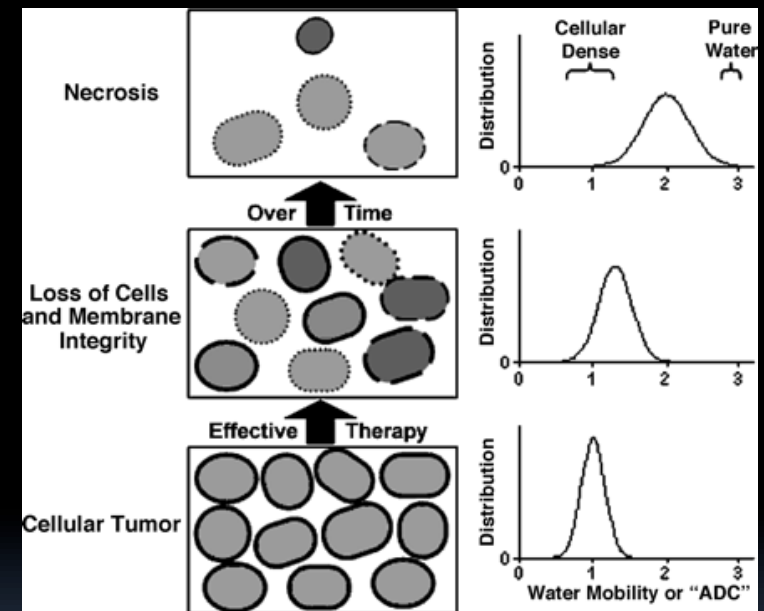 Necrosis
Distribution
Cellular
Dense
Pure
Water
0
0 1 2 3
Over Time
Loss of Cells
and Membrane
Integrity
Distribution
0
0 1 2 3
Effective Therapy
Cellular Tumor
Distribution
0
0 1 2 3
Water Mobility or “ADC”